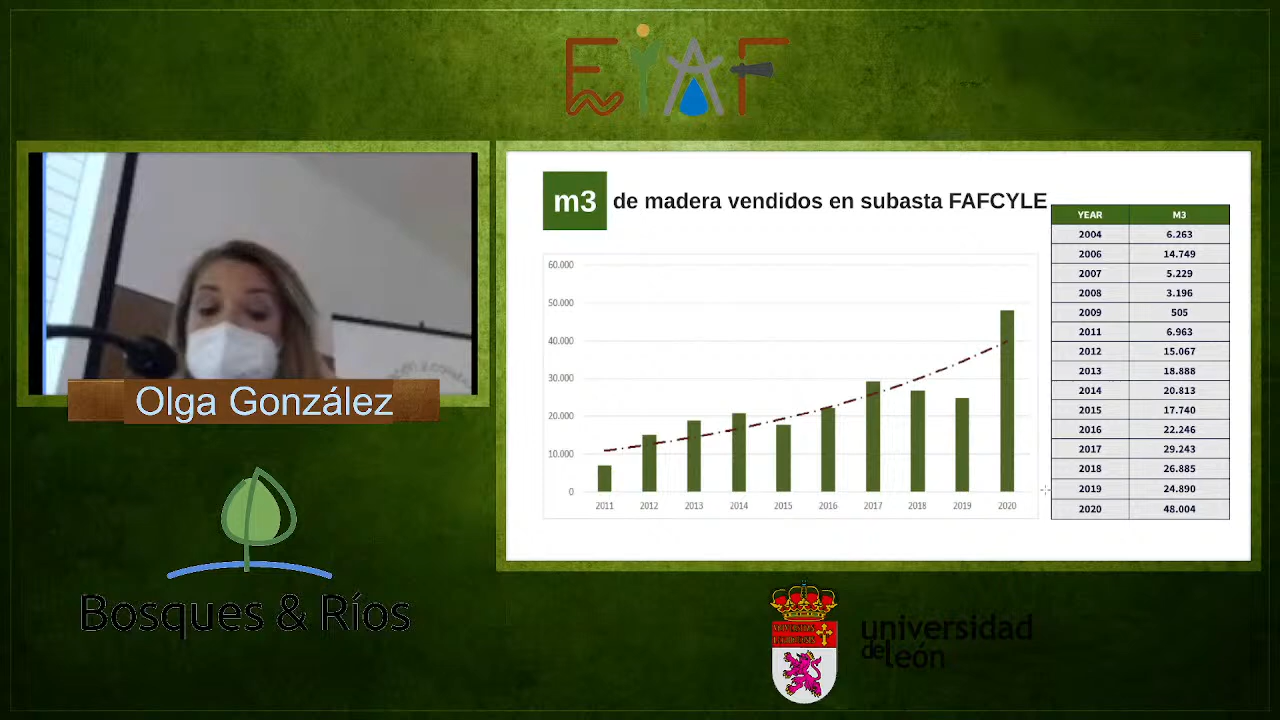 EIAF
Olga González
Bosques & Ríos
m3 de madera vendidos en subasta FAFCYLE
60.000
50.000
40.000
30.000
20.000
10.000
0
2011 2012 2013 2014 2015 2016 2017 2018 2019 2020
YEAR M3
2004 6.263
2006 14.749
2007 5.229
2008 3.196
2009 505
2011 6.963
2012 15.067
2013 18.888
2014 20.813
2015 17.740
2016 22.246
2017 29.243
2018 26.885
2019 24.890
2020 48.004
universidad
de león